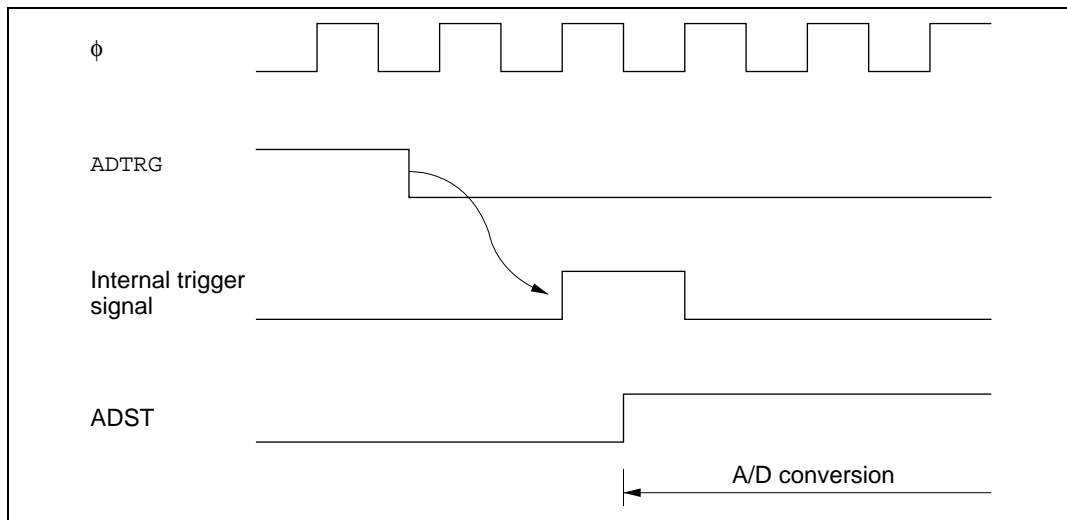 ϕ
ADTRG
Internal trigger
signal
ADST
A/D conversion